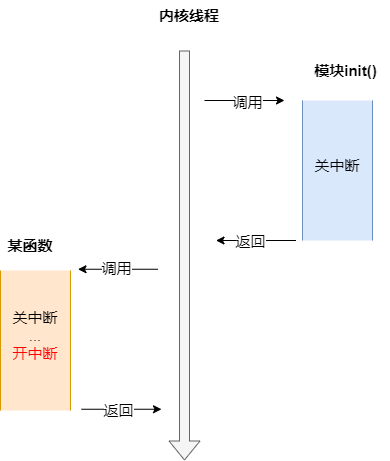 内核线程
模块init()
调用
关中断
返回
某函数
调用
关中断
...
开中断
返回